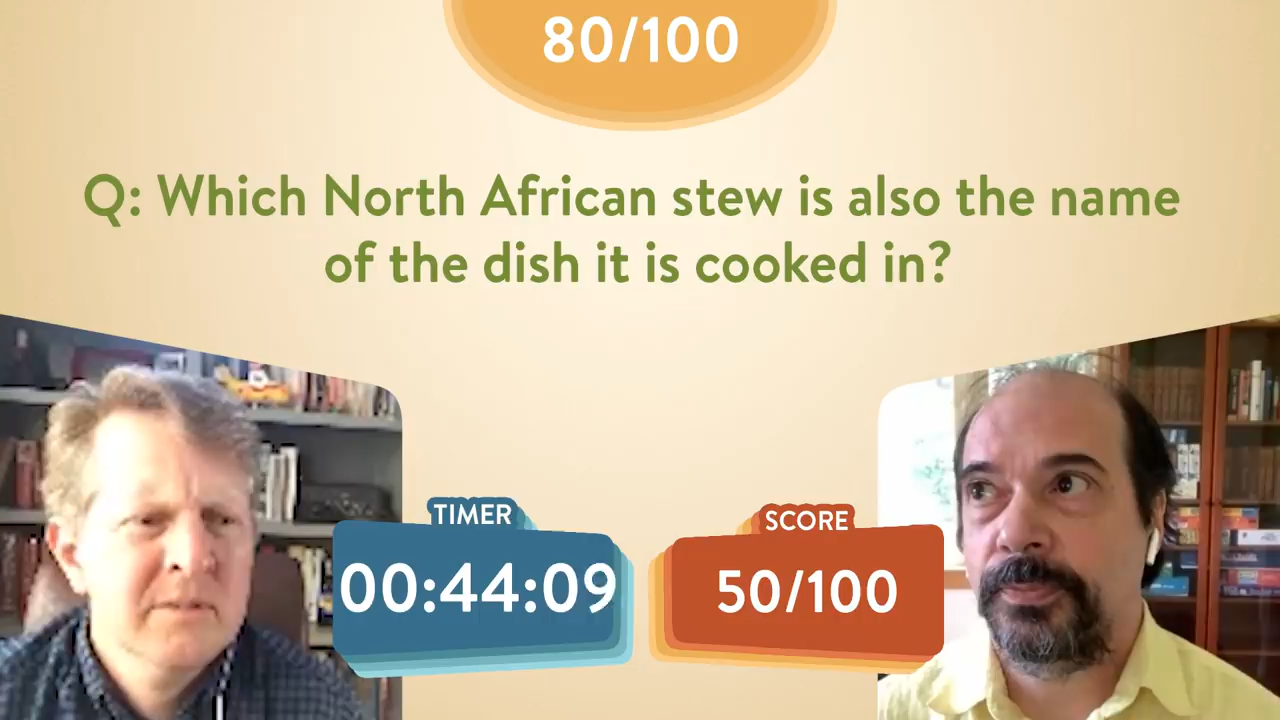 80/100
Q: Which North African stew is also the name
of the dish it is cooked in?
TIMER
SCORE
00:44:09
50/100